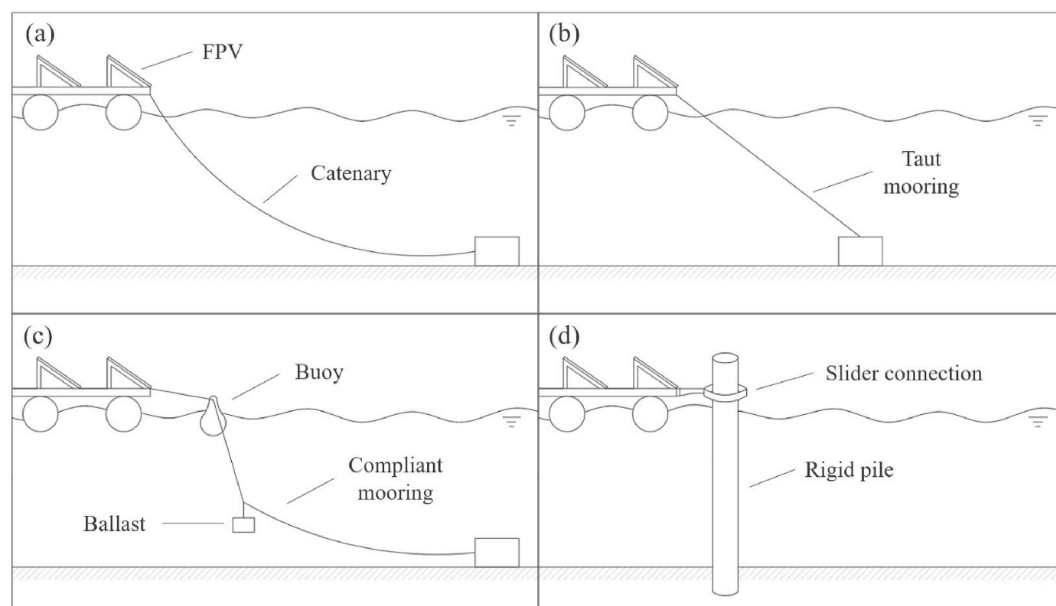 (a)
FPV
Catenary
(b)
Taut
mooring
(c)
Buoy
Compliant
mooring
Ballast
(d)
Slider connection
Rigid pile